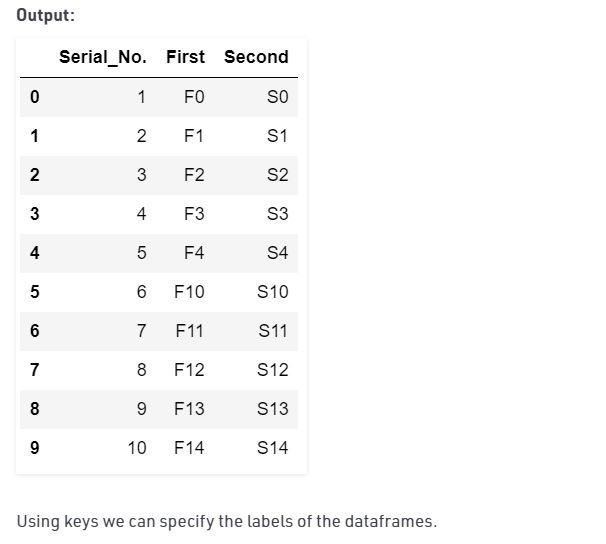 Output:
Serial_No. First Second
0 1 F0 S0
1 2 F1 S1
2 3 F2 S2
3 4 F3 S3
4 5 F4 S4
5 6 F10 S10
6 7 F11 S11
7 8 F12 S12
8 9 F13 S13
9 10 F14 S14
Using keys we can specify the labels of the dataframes.